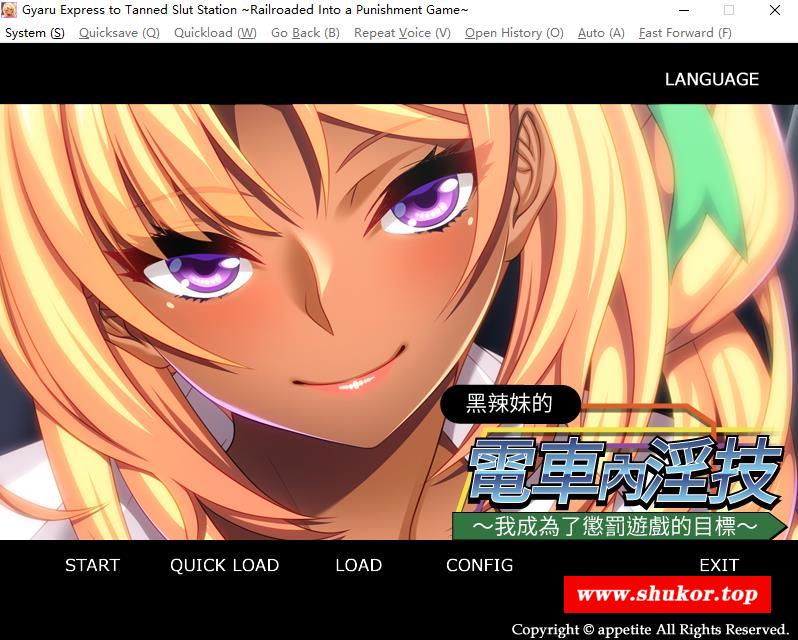 Gyaru Express to Tanned Slut Station ~Railroaded Into a Punishment Game~
System (S) Quicksave (Q) Quickload (W) Go Back (B) Repeat Voice (V) Open History (O) Auto (A) Fast Forward (F)
LANGUAGE
黑辣妹的
電車內淫技
～我成為了懲罰遊戲的目標～
START QUICK LOAD LOAD CONFIG EXIT
www.shukor.top
Copyright © appetite All Rights Reserved.